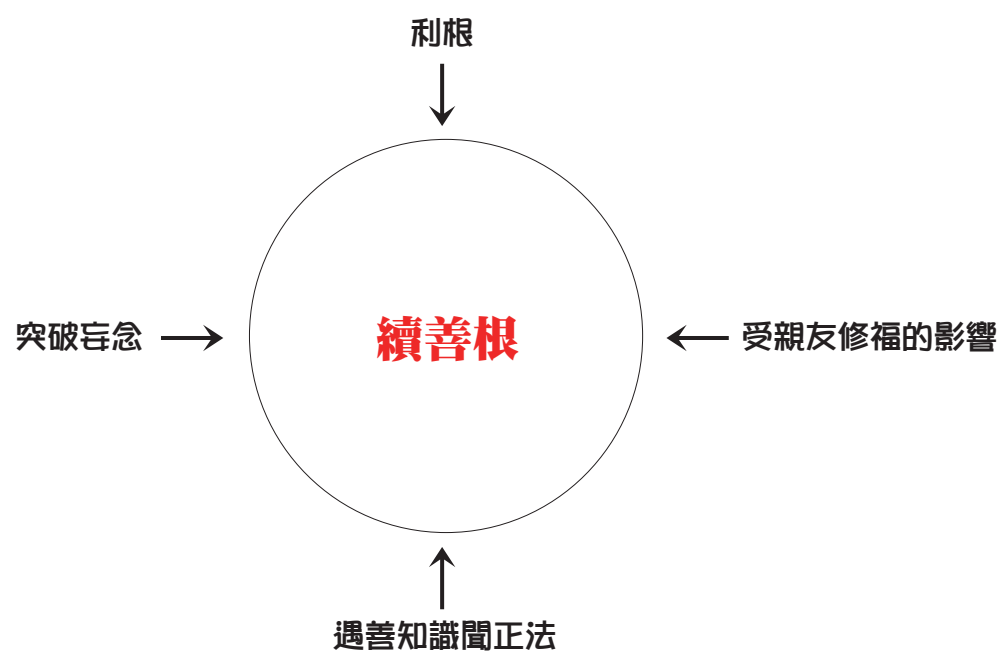 利根
突破妄念
續善根
受親友修福的影響
遇善知識聞正法